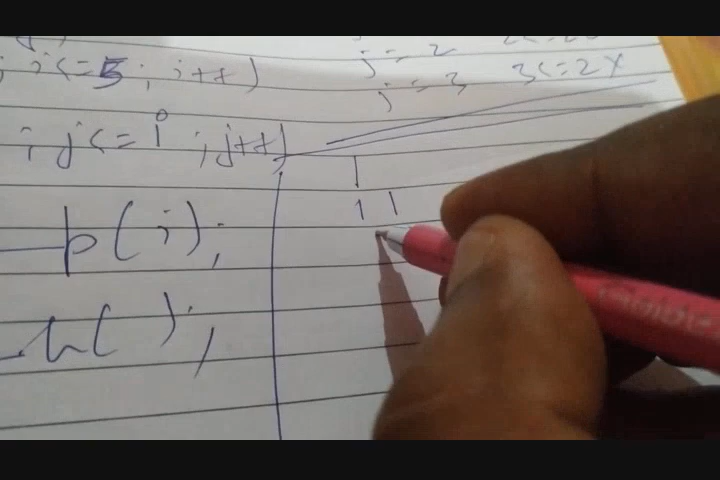 ; i<=5 ; i++)
j = 2
j = 3 3<=2 x
; j<=i ; j++)
1
1 1
p(i);
h( );